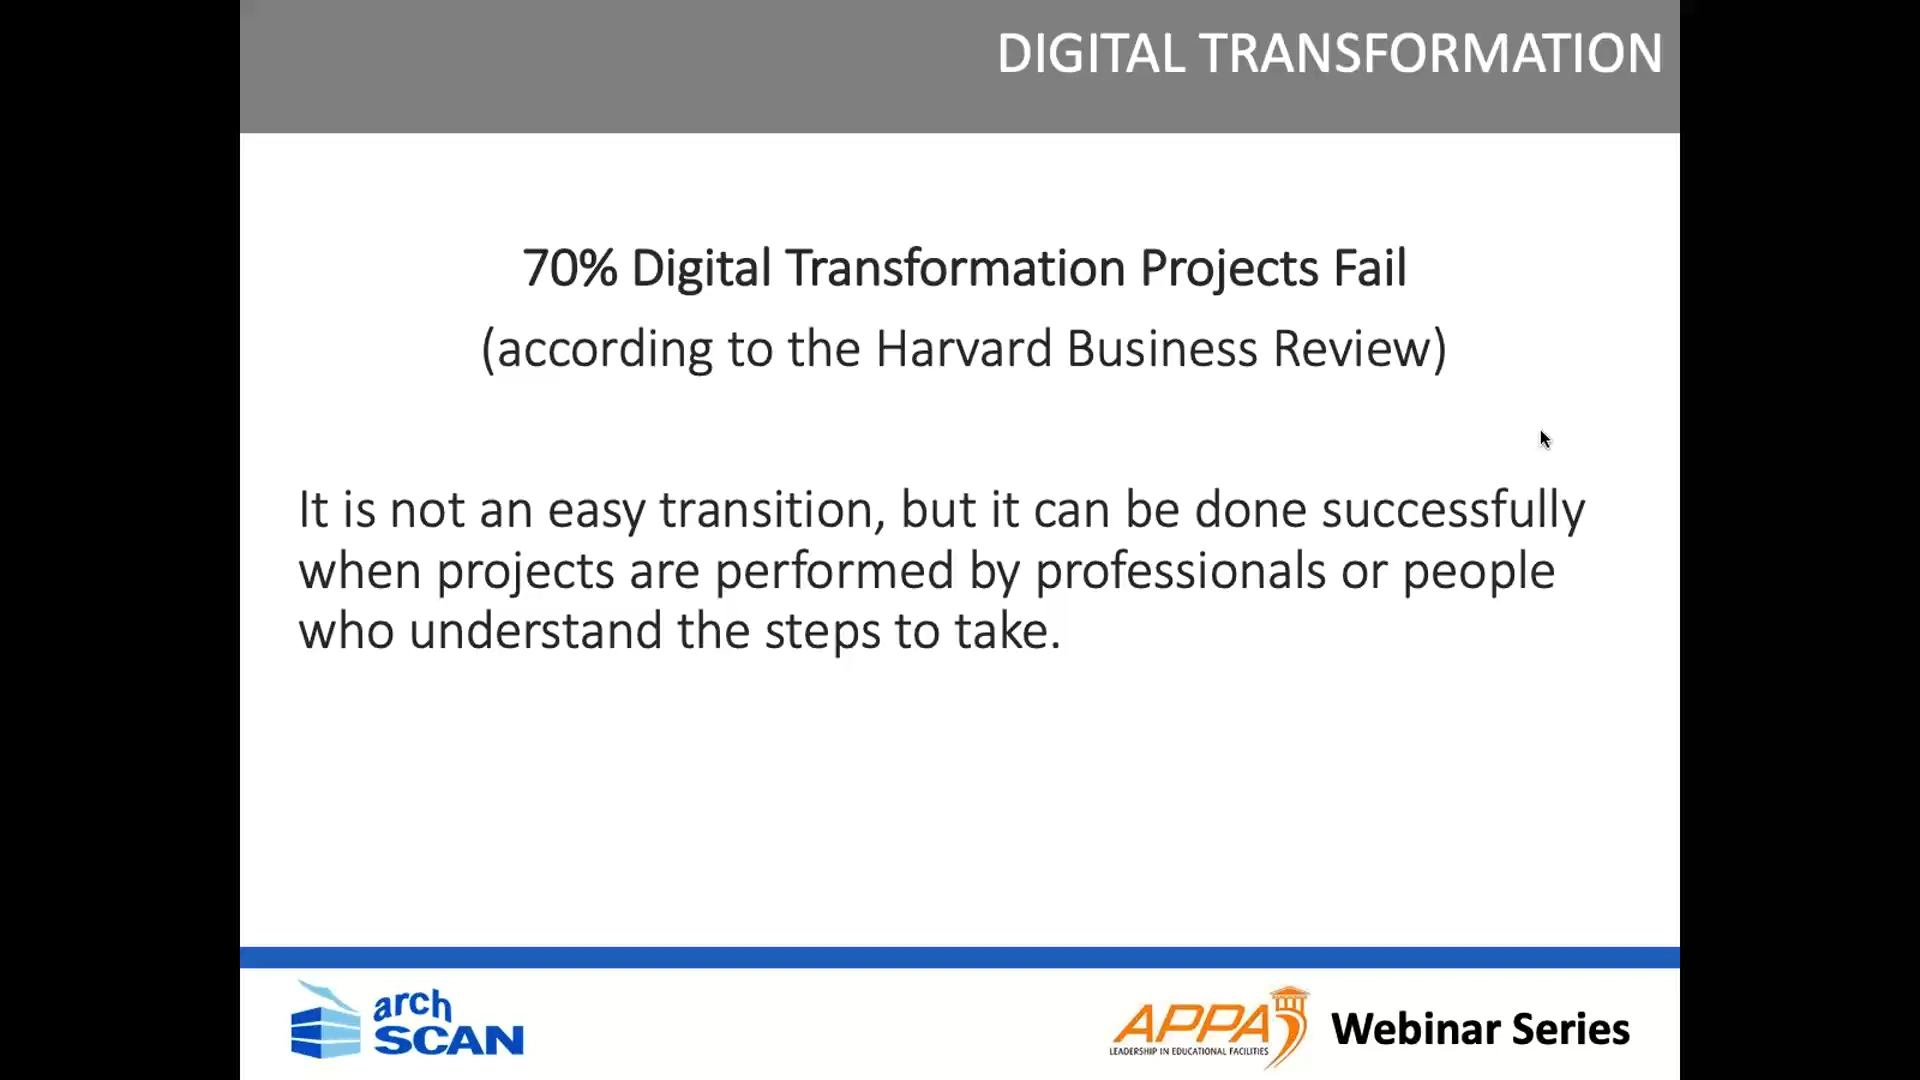 DIGITAL TRANSFORMATION
70% Digital Transformation Projects Fail
(according to the Harvard Business Review)
It is not an easy transition, but it can be done successfully
when projects are performed by professionals or people
who understand the steps to take.
arch
SCAN
APPA
LEADERSHIP IN EDUCATIONAL FACILITIES
Webinar Series